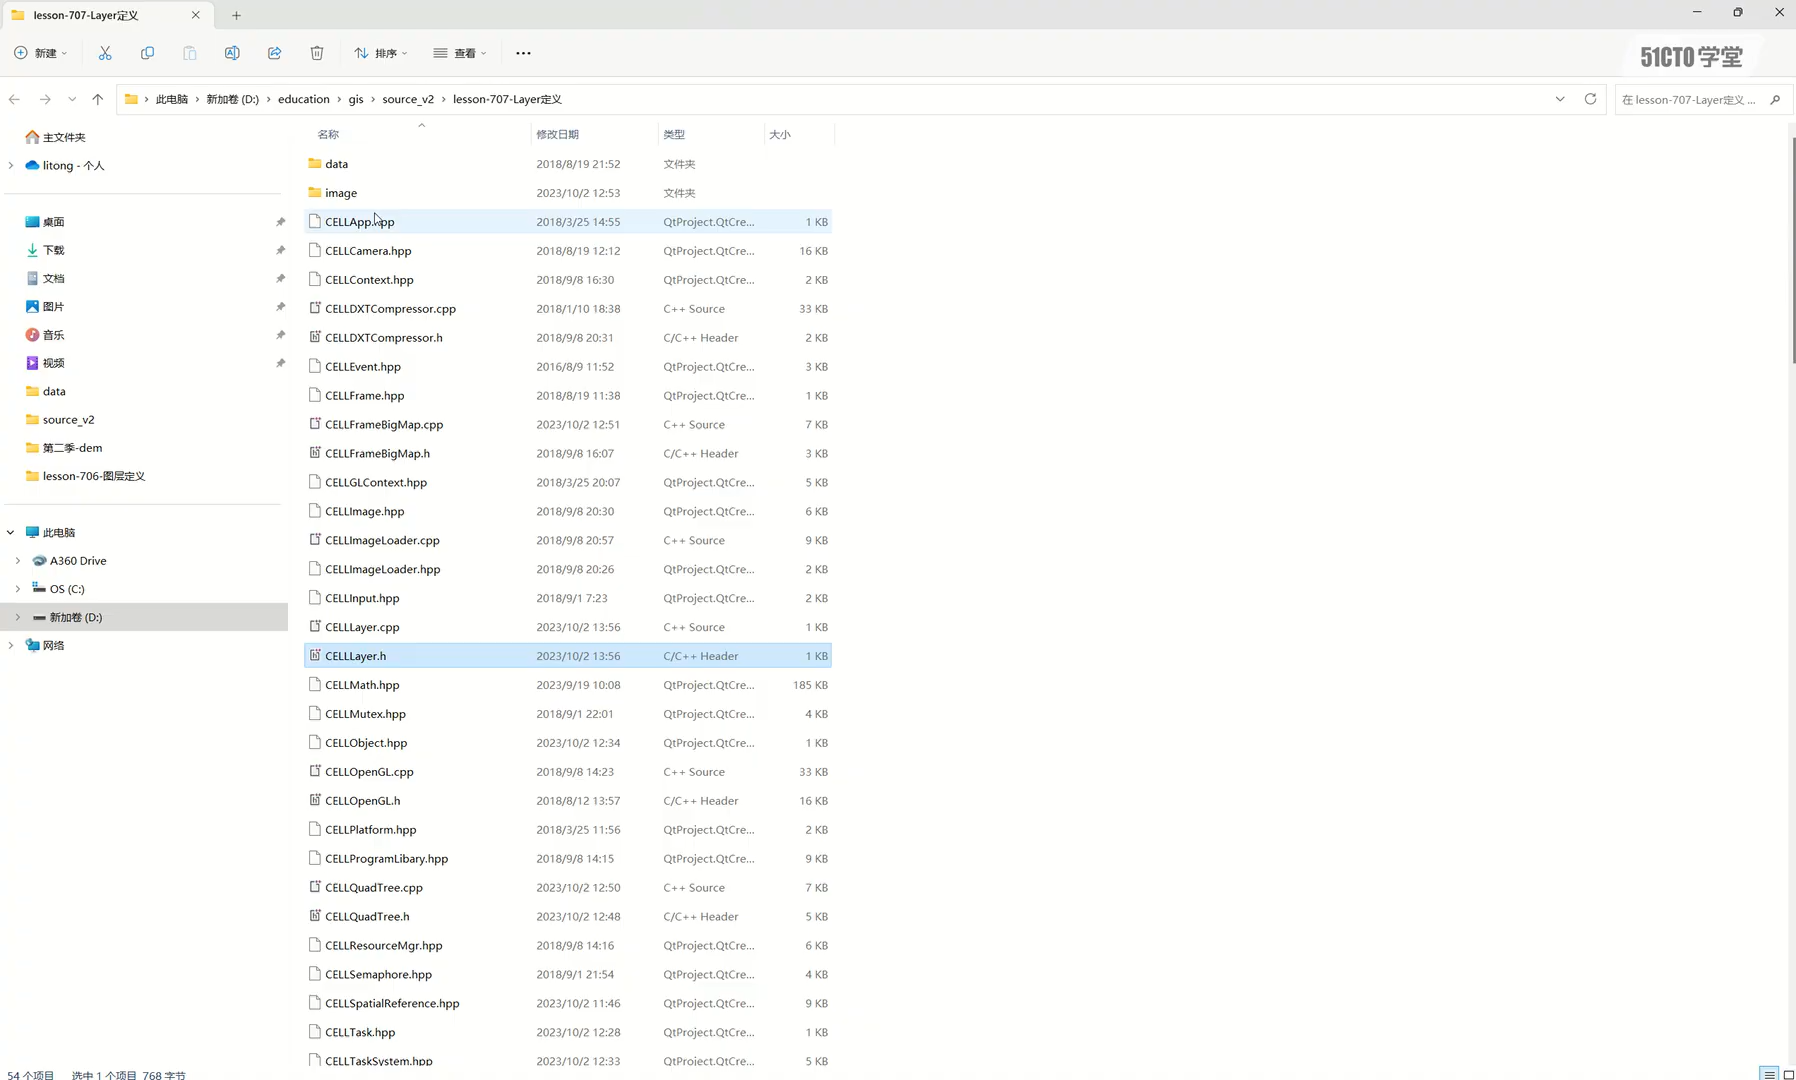 lesson-707-Layer定义
新建
排序
查看
51CTO学堂
此电脑 新加卷 (D:) education gis source_v2 lesson-707-Layer定义
在 lesson-707-Layer定义 ...
主文件夹
litong - 个人
桌面
下载
文档
图片
音乐
视频
data
source_v2
第二季-dem
lesson-706-图层定义
此电脑
A360 Drive
OS (C:)
新加卷 (D:)
网络
名称 修改日期 类型 大小
data 2018/8/19 21:52 文件夹
image 2023/10/2 12:53 文件夹
CELLApp.hpp 2018/3/25 14:55 QtProject.QtCre... 1 KB
CELLCamera.hpp 2018/8/19 12:12 QtProject.QtCre... 16 KB
CELLContext.hpp 2018/9/8 16:30 QtProject.QtCre... 2 KB
CELLDXTCompressor.cpp 2018/1/10 18:38 C++ Source 33 KB
CELLDXTCompressor.h 2018/9/8 20:31 C/C++ Header 2 KB
CELLEvent.hpp 2016/8/9 11:52 QtProject.QtCre... 3 KB
CELLFrame.hpp 2018/8/19 11:38 QtProject.QtCre... 1 KB
CELLFrameBigMap.cpp 2023/10/2 12:51 C++ Source 7 KB
CELLFrameBigMap.h 2018/9/8 16:07 C/C++ Header 3 KB
CELLGLContext.hpp 2018/3/25 20:07 QtProject.QtCre... 5 KB
CELLImage.hpp 2018/9/8 20:30 QtProject.QtCre... 6 KB
CELLImageLoader.cpp 2018/9/8 20:57 C++ Source 9 KB
CELLImageLoader.hpp 2018/9/8 20:26 QtProject.QtCre... 2 KB
CELLInput.hpp 2018/9/1 7:23 QtProject.QtCre... 2 KB
CELLLayer.cpp 2023/10/2 13:56 C++ Source 1 KB
CELLLayer.h 2023/10/2 13:56 C/C++ Header 1 KB
CELLMath.hpp 2023/9/19 10:08 QtProject.QtCre... 185 KB
CELLMutex.hpp 2018/9/1 22:01 QtProject.QtCre... 4 KB
CELLObject.hpp 2023/10/2 12:34 QtProject.QtCre... 1 KB
CELLOpenGL.cpp 2018/9/8 14:23 C++ Source 33 KB
CELLOpenGL.h 2018/8/12 13:57 C/C++ Header 16 KB
CELLPlatform.hpp 2018/3/25 11:56 QtProject.QtCre... 2 KB
CELLProgramLibary.hpp 2018/9/8 14:15 QtProject.QtCre... 9 KB
CELLQuadTree.cpp 2023/10/2 12:50 C++ Source 7 KB
CELLQuadTree.h 2023/10/2 12:48 C/C++ Header 5 KB
CELLResourceMgr.hpp 2018/9/8 14:16 QtProject.QtCre... 6 KB
CELLSemaphore.hpp 2018/9/1 21:54 QtProject.QtCre... 4 KB
CELLSpatialReference.hpp 2023/10/2 11:46 QtProject.QtCre... 9 KB
CELLTask.hpp 2023/10/2 12:28 QtProject.QtCre... 1 KB
CELLTaskSystem.hpp 2023/10/2 12:33 QtProject.QtCre... 5 KB
54 个项目 选中 1 个项目 768 字节